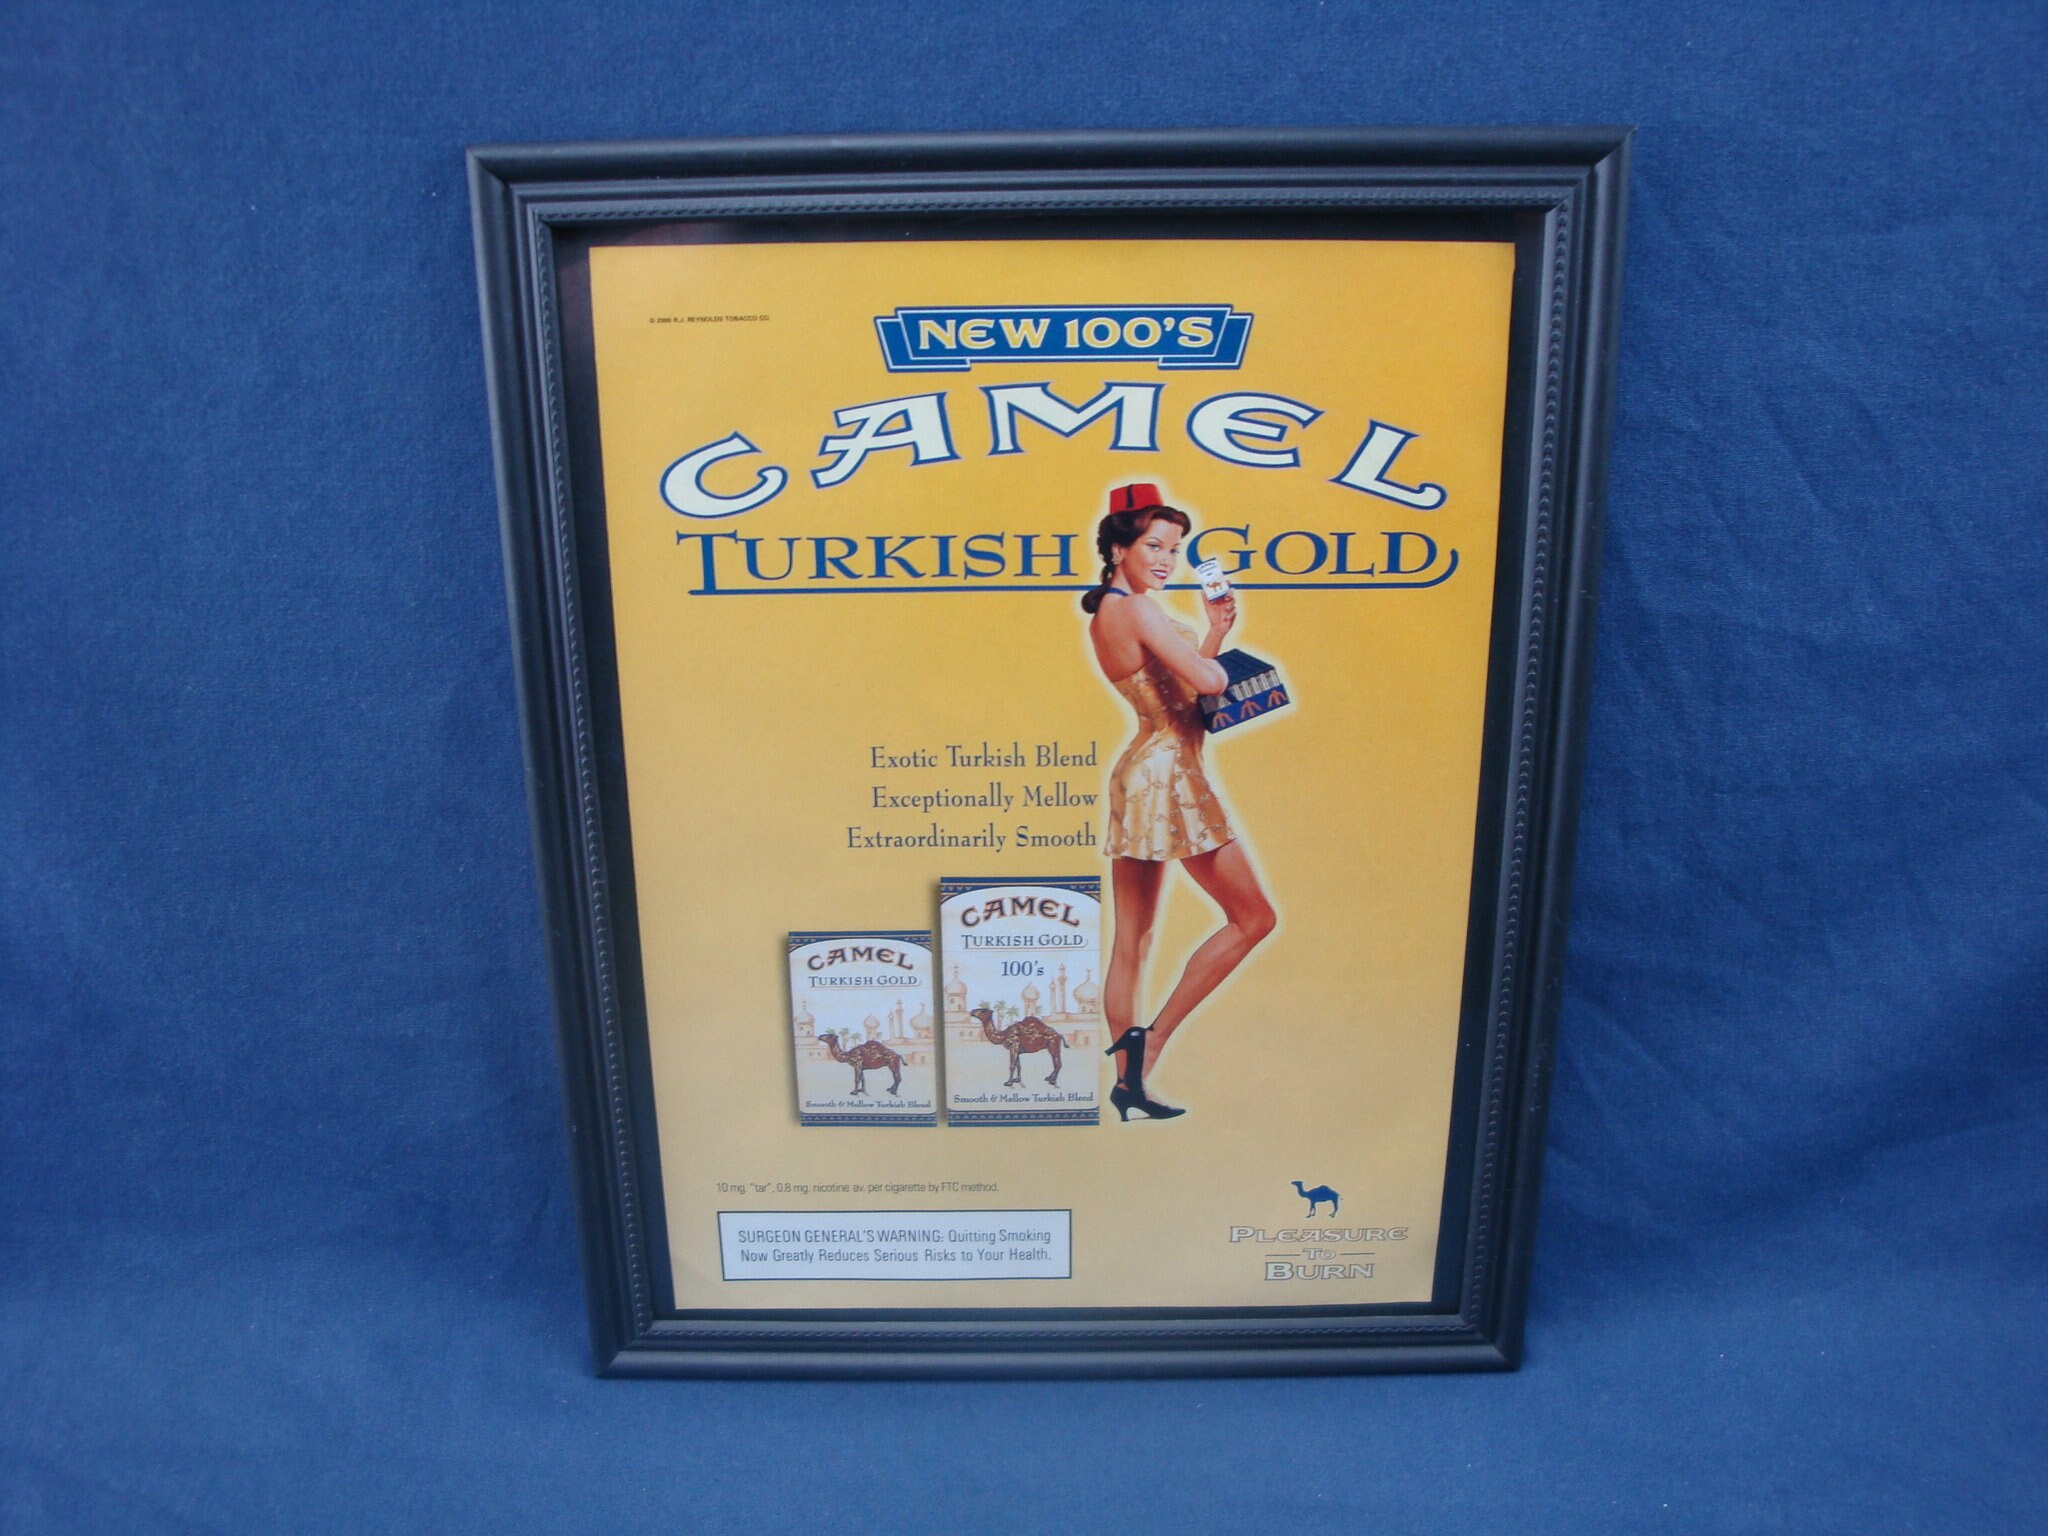 © 2000 R.J. REYNOLDS TOBACCO CO.
NEW 100'S
CAMEL
TURKISH GOLD
Exotic Turkish Blend
Exceptionally Mellow
Extraordinarily Smooth
CAMEL
TURKISH GOLD
Smooth & Mellow Turkish Blend
CAMEL
TURKISH GOLD
100's
Smooth & Mellow Turkish Blend
10 mg. "tar", 0.8 mg. nicotine av. per cigarette by FTC method.
SURGEON GENERAL'S WARNING: Quitting Smoking
Now Greatly Reduces Serious Risks to Your Health.
PLEASURE
TO
BURN